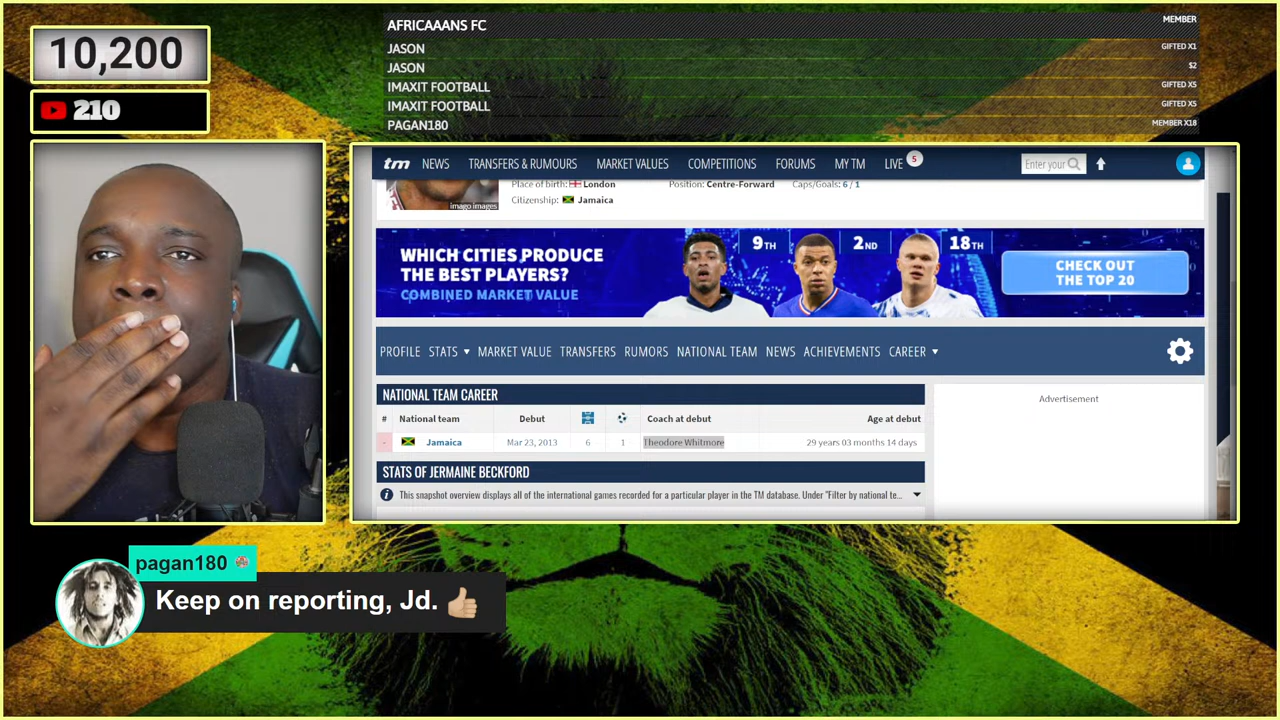 10,200
210
AFRICAAANS FC MEMBER
JASON GIFTED X1
JASON $2
IMAXIT FOOTBALL GIFTED X5
IMAXIT FOOTBALL GIFTED X5
PAGAN180 MEMBER X18
tm NEWS TRANSFERS & RUMOURS MARKET VALUES COMPETITIONS FORUMS MY TM LIVE 5 Enter your
Place of birth: London Position: Centre-Forward Caps/Goals: 6 / 1
Citizenship: Jamaica
imago images
WHICH CITIES PRODUCE
THE BEST PLAYERS?
COMBINED MARKET VALUE
9TH 2ND 18TH
CHECK OUT
THE TOP 20
PROFILE STATS MARKET VALUE TRANSFERS RUMORS NATIONAL TEAM NEWS ACHIEVEMENTS CAREER
NATIONAL TEAM CAREER
Advertisement
# National team Debut Coach at debut Age at debut
- Jamaica Mar 23, 2013 6 1 Theodore Whitmore 29 years 03 months 14 days
STATS OF JERMAINE BECKFORD
This snapshot overview displays all of the international games recorded for a particular player in the TM database. Under "Filter by national te...
pagan180
Keep on reporting, Jd. 👍🏼